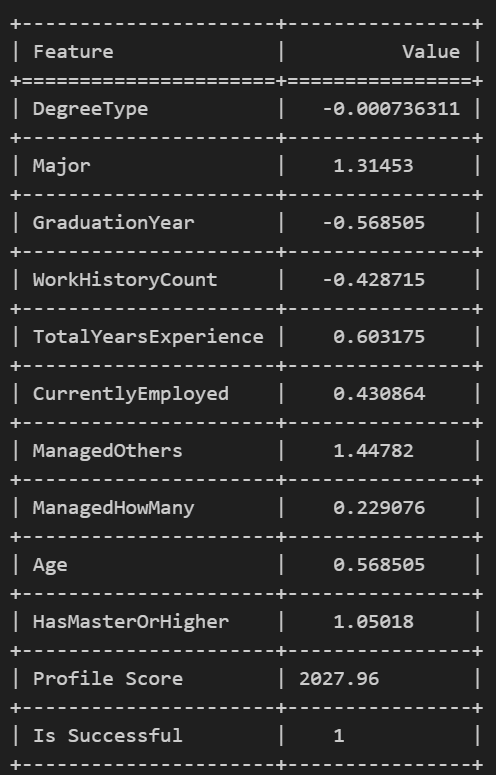 +----------------------+----------------+
| Feature              |          Value |
+======================+================+
| DegreeType           |   -0.000736311 |
+----------------------+----------------+
| Major                |    1.31453     |
+----------------------+----------------+
| GraduationYear       |   -0.568505    |
+----------------------+----------------+
| WorkHistoryCount     |   -0.428715    |
+----------------------+----------------+
| TotalYearsExperience |    0.603175    |
+----------------------+----------------+
| CurrentlyEmployed    |    0.430864    |
+----------------------+----------------+
| ManagedOthers        |    1.44782     |
+----------------------+----------------+
| ManagedHowMany       |    0.229076    |
+----------------------+----------------+
| Age                  |    0.568505    |
+----------------------+----------------+
| HasMasterOrHigher    |    1.05018     |
+----------------------+----------------+
| Profile Score        | 2027.96        |
+----------------------+----------------+
| Is Successful        |    1           |
+----------------------+----------------+